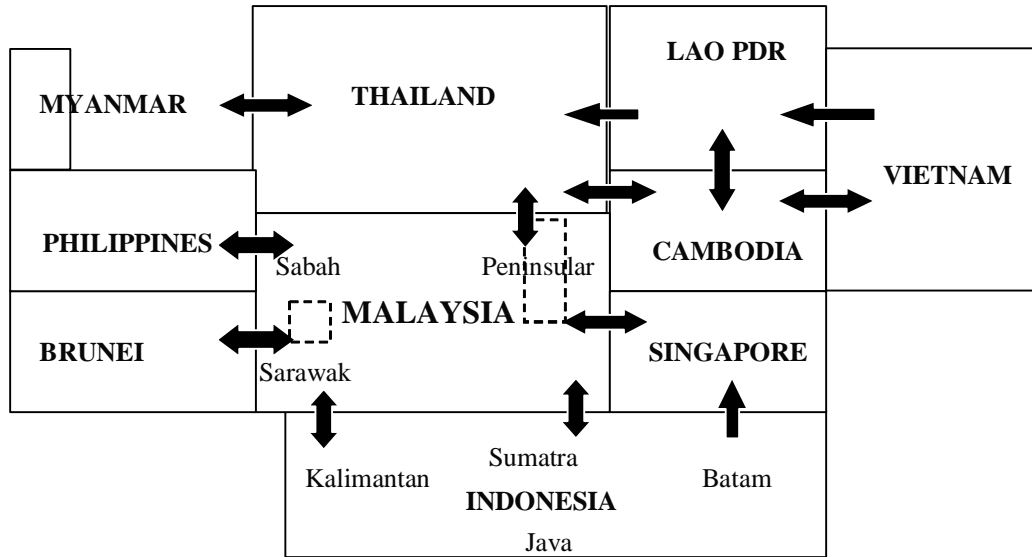 LAO PDR
MYANMAR
THAILAND
VIETNAM
PHILIPPINES
Sabah
Peninsular
CAMBODIA
MALAYSIA
BRUNEI
SINGAPORE
Sarawak
Kalimantan
Sumatra
Batam
INDONESIA
Java